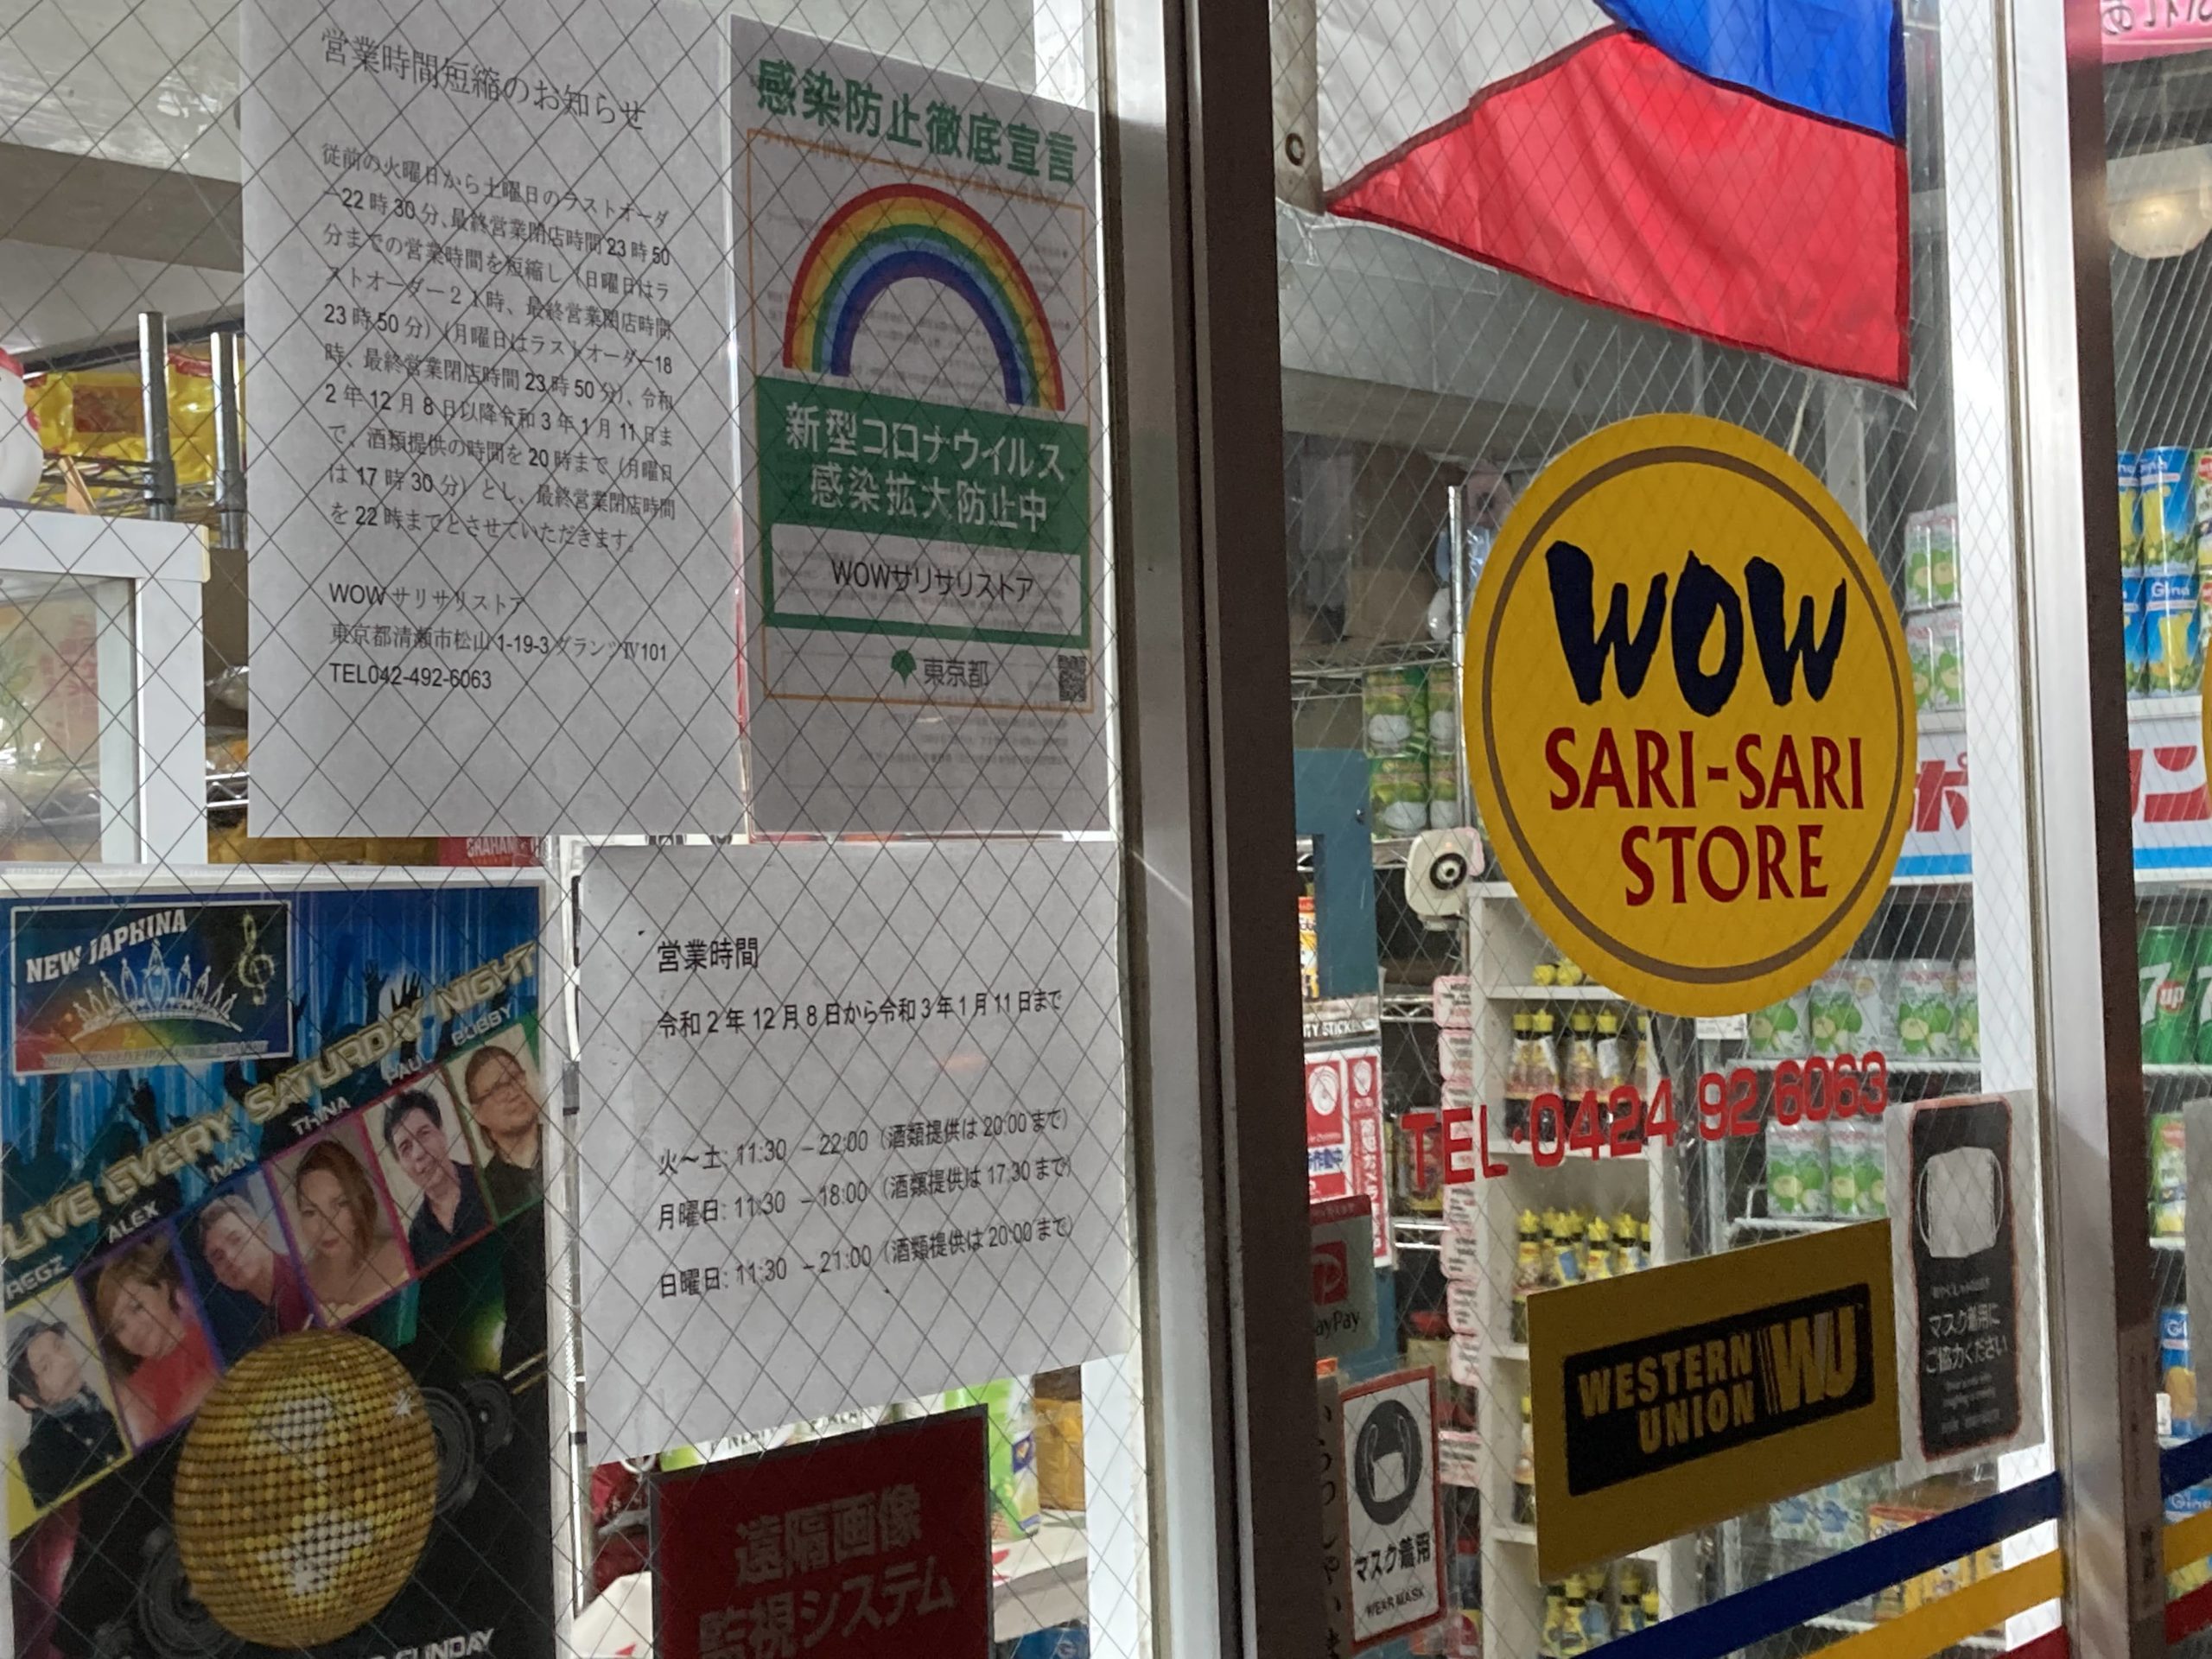 営業時間短縮のお知らせ
従前の火曜日から土曜日のラストオーダ
ー22時30分、最終営業閉店時間23時50
分までの営業時間を短縮し（日曜日はラ
ストオーダー２１時、最終営業閉店時間
23時50分）（月曜日はラストオーダー18
時、最終営業閉店時間23時50分）、令和
2年12月8日以降令和3年1月11日ま
で、酒類提供の時間を20時まで（月曜日
は17時30分）とし、最終営業閉店時間
を22時までとさせていただきます。
WOWサリサリストア
東京都清瀬市松山1-19-3グランツⅣ101
TEL042-492-6063
感染防止徹底宣言
新型コロナウイルス
感染拡大防止中
WOWサリサリストア
東京都
営業時間
令和2年12月8日から令和3年1月11日まで
火～土: 11:30 －22:00（酒類提供は20:00まで）
月曜日: 11:30 －18:00（酒類提供は17:30まで）
日曜日: 11:30 －21:00（酒類提供は20:00まで）
NEW JAPHINA
LIVE EVERY SATURDAY NIGHT
REGZ
ALEX
IVAN
THINA
PAU
BUBBY
SUNDAY
GRAHAM
遠隔画像
監視システム
WOW
SARI-SARI
STORE
TEL・0424 92 6063
WESTERN
UNION
WU
マスク着用に
ご協力ください
マスク着用
WEAR MASK
ayPay
7up
Gina